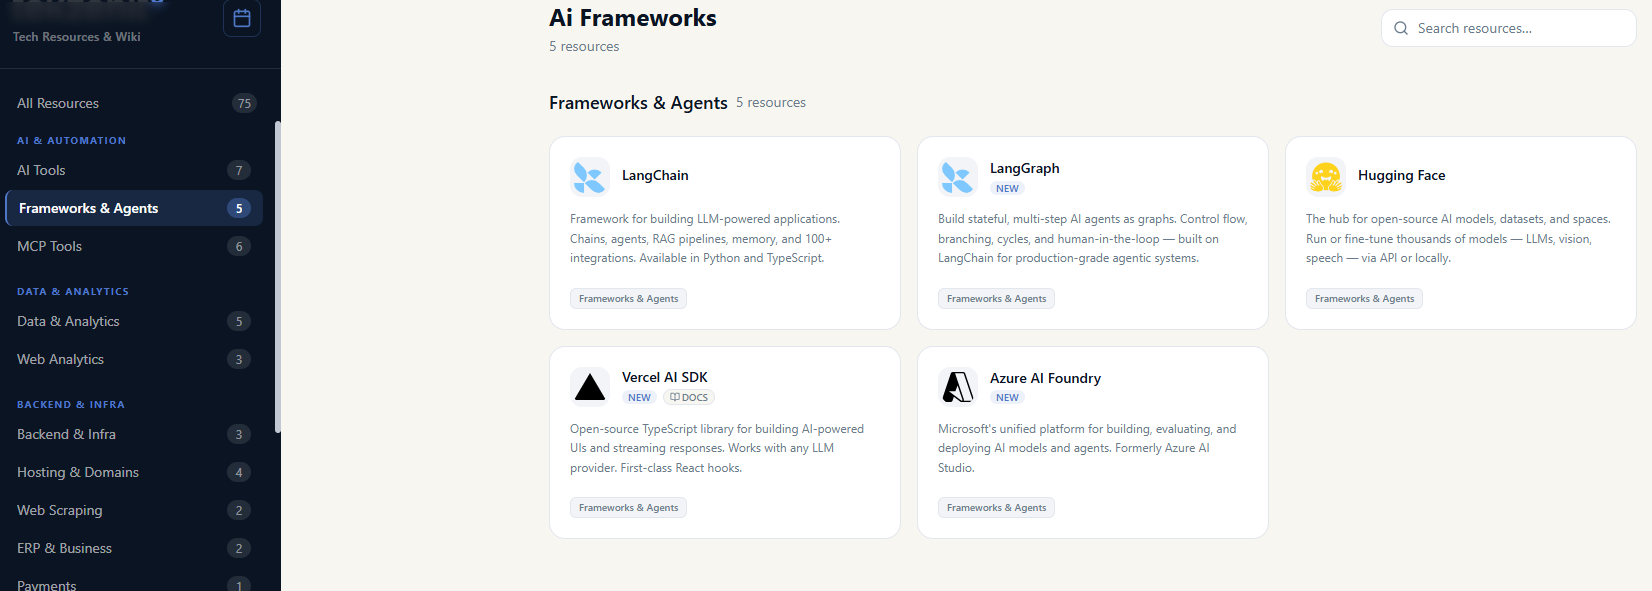 Tech Resources & Wiki
All Resources 75
AI & AUTOMATION
AI Tools 7
Frameworks & Agents 5
MCP Tools 6
DATA & ANALYTICS
Data & Analytics 5
Web Analytics 3
BACKEND & INFRA
Backend & Infra 3
Hosting & Domains 4
Web Scraping 2
ERP & Business 2
Payments 1
Ai Frameworks
5 resources
Search resources...
Frameworks & Agents 5 resources
LangChain
Framework for building LLM-powered applications.
Chains, agents, RAG pipelines, memory, and 100+
integrations. Available in Python and TypeScript.
Frameworks & Agents
LangGraph
NEW
Build stateful, multi-step AI agents as graphs. Control flow,
branching, cycles, and human-in-the-loop — built on
LangChain for production-grade agentic systems.
Frameworks & Agents
Hugging Face
The hub for open-source AI models, datasets, and spaces.
Run or fine-tune thousands of models — LLMs, vision,
speech — via API or locally.
Frameworks & Agents
Vercel AI SDK
NEW DOCS
Open-source TypeScript library for building AI-powered
UIs and streaming responses. Works with any LLM
provider. First-class React hooks.
Frameworks & Agents
Azure AI Foundry
NEW
Microsoft's unified platform for building, evaluating, and
deploying AI models and agents. Formerly Azure AI
Studio.
Frameworks & Agents